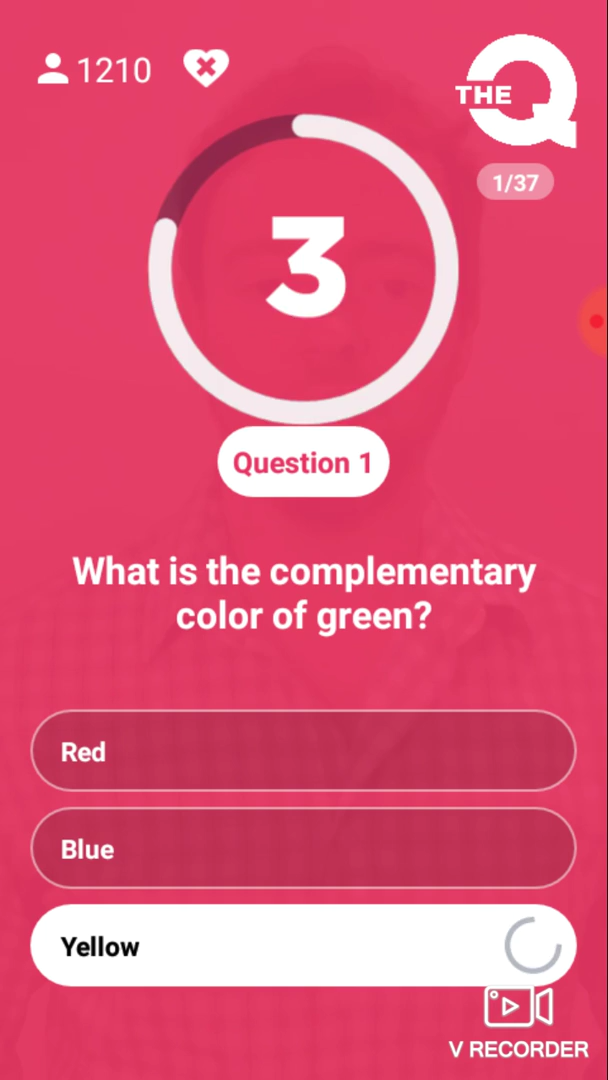 1210
THE Q
1/37
3
Question 1
What is the complementary
color of green?
Red
Blue
Yellow
V RECORDER